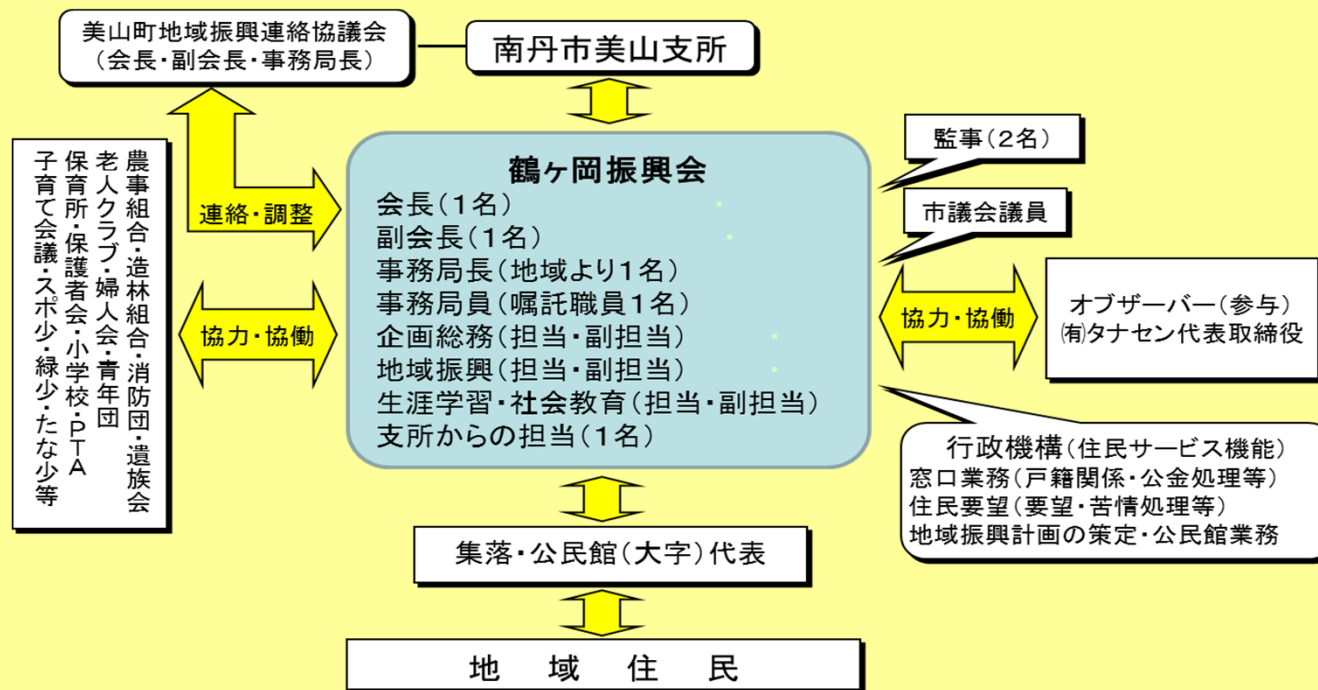 美山町地域振興連絡協議会
(会長・副会長・事務局長)
南丹市美山支所
農事組合・造林組合・消防団・遺族会
老人クラブ・婦人会・青年団
保育所・保護者会・小学校・PTA
子育て会議・スポ少・緑少・たな少等
連絡・調整
協力・協働
鶴ヶ岡振興会
会長(1名)
副会長(1名)
事務局長(地域より1名)
事務局員(嘱託職員1名)
企画総務(担当・副担当)
地域振興(担当・副担当)
生涯学習・社会教育(担当・副担当)
支所からの担当(1名)
監事(2名)
市議会議員
協力・協働
オブザーバー(参与)
㈲タナセン代表取締役
行政機構(住民サービス機能)
窓口業務(戸籍関係・公金処理等)
住民要望(要望・苦情処理等)
地域振興計画の策定・公民館業務
集落・公民館(大字)代表
地域住民